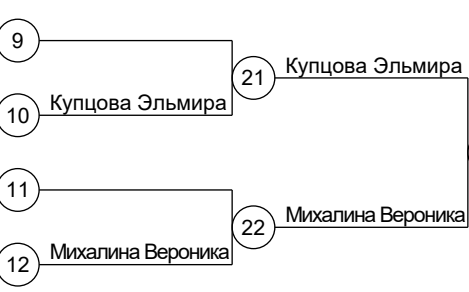 9
21 Купцова Эльмира
10 Купцова Эльмира
11
22 Михалина Вероника
12 Михалина Вероника